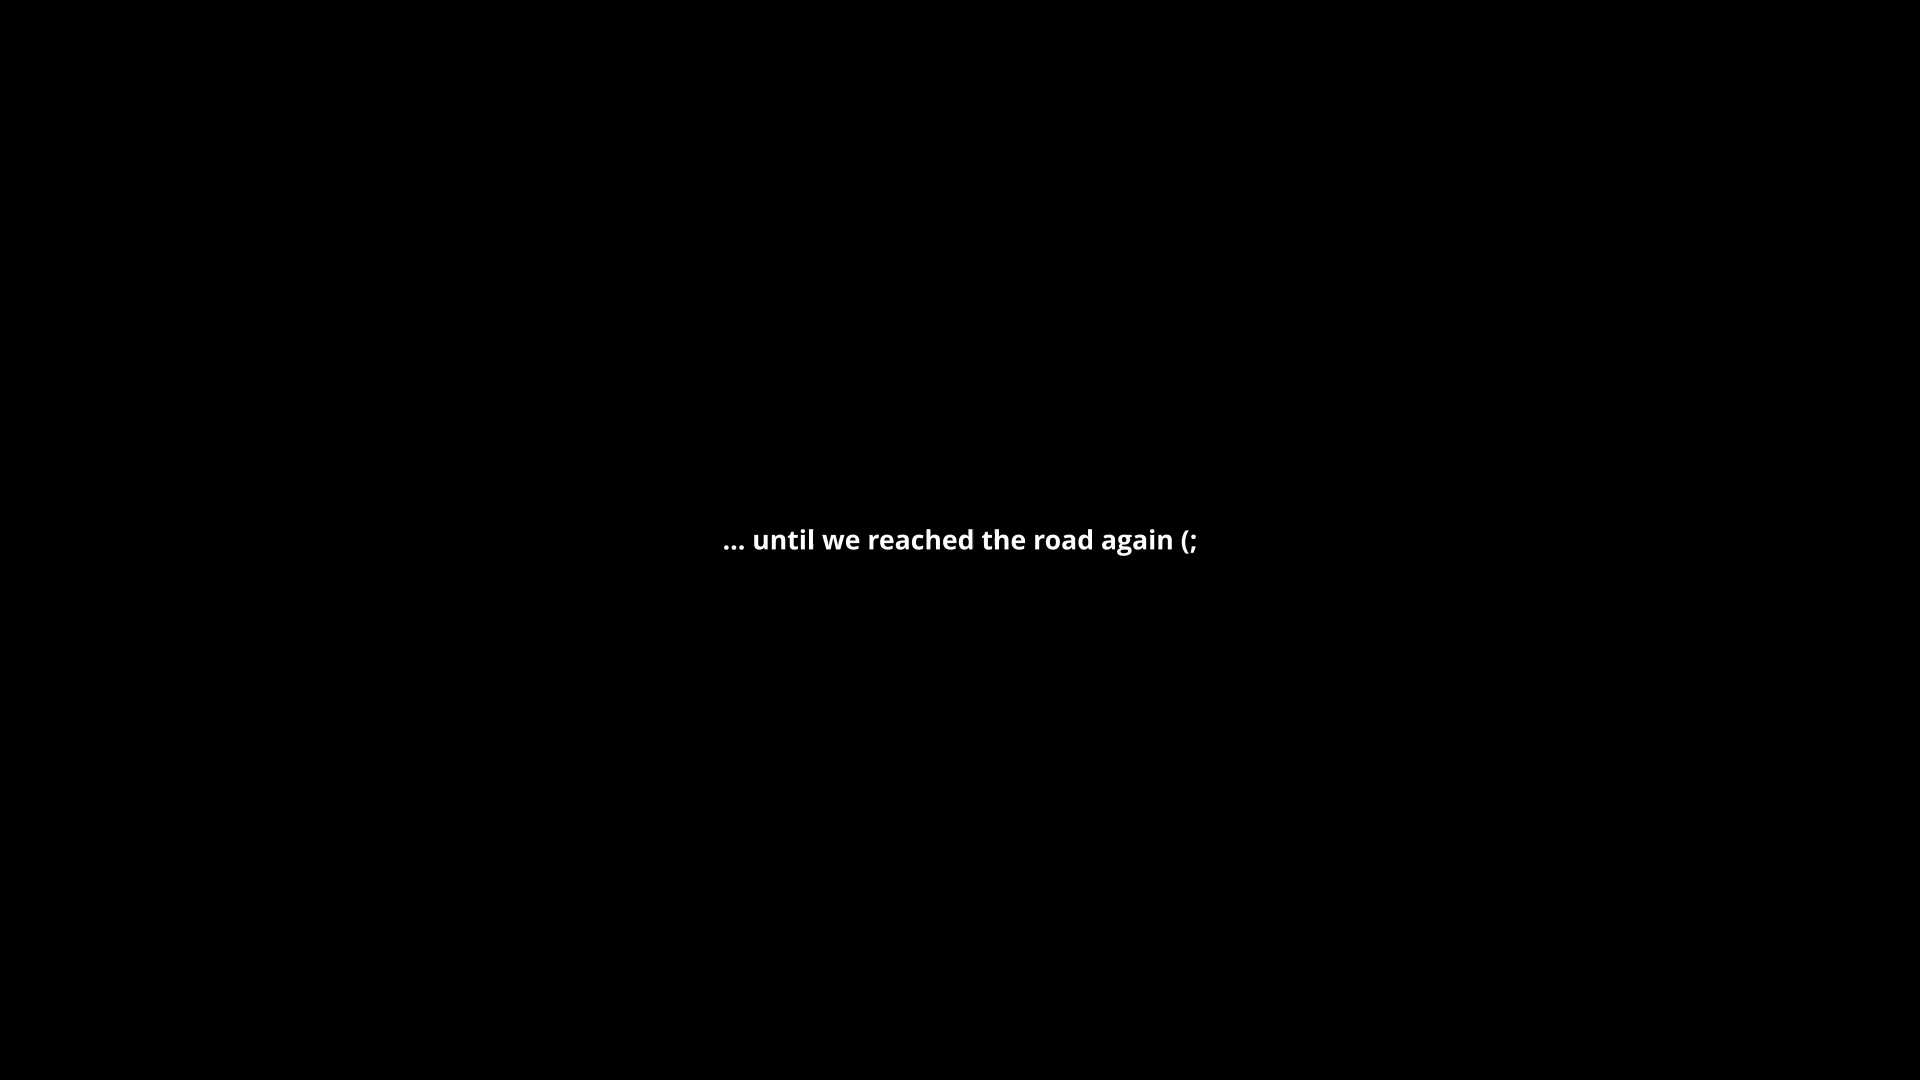 ... until we reached the road again (;